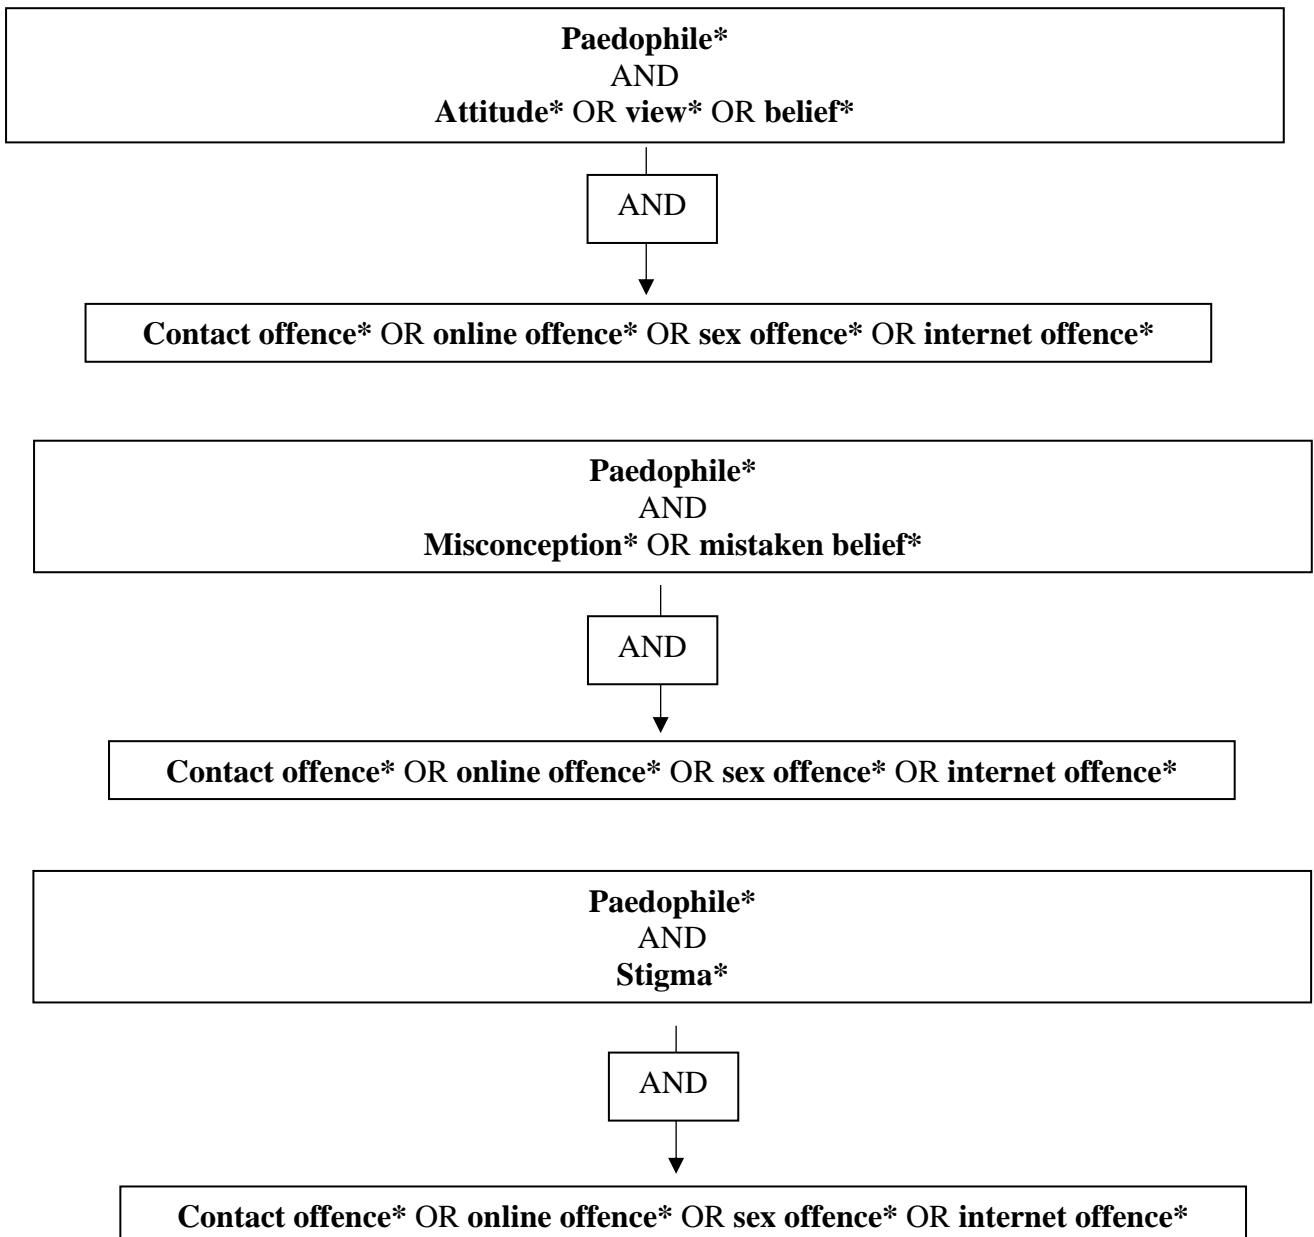 Paedophile*
AND
Attitude* OR view* OR belief*
AND
Contact offence* OR online offence* OR sex offence* OR internet offence*
Paedophile*
AND
Misconception* OR mistaken belief*
AND
Contact offence* OR online offence* OR sex offence* OR internet offence*
Paedophile*
AND
Stigma*
AND
Contact offence* OR online offence* OR sex offence* OR internet offence*